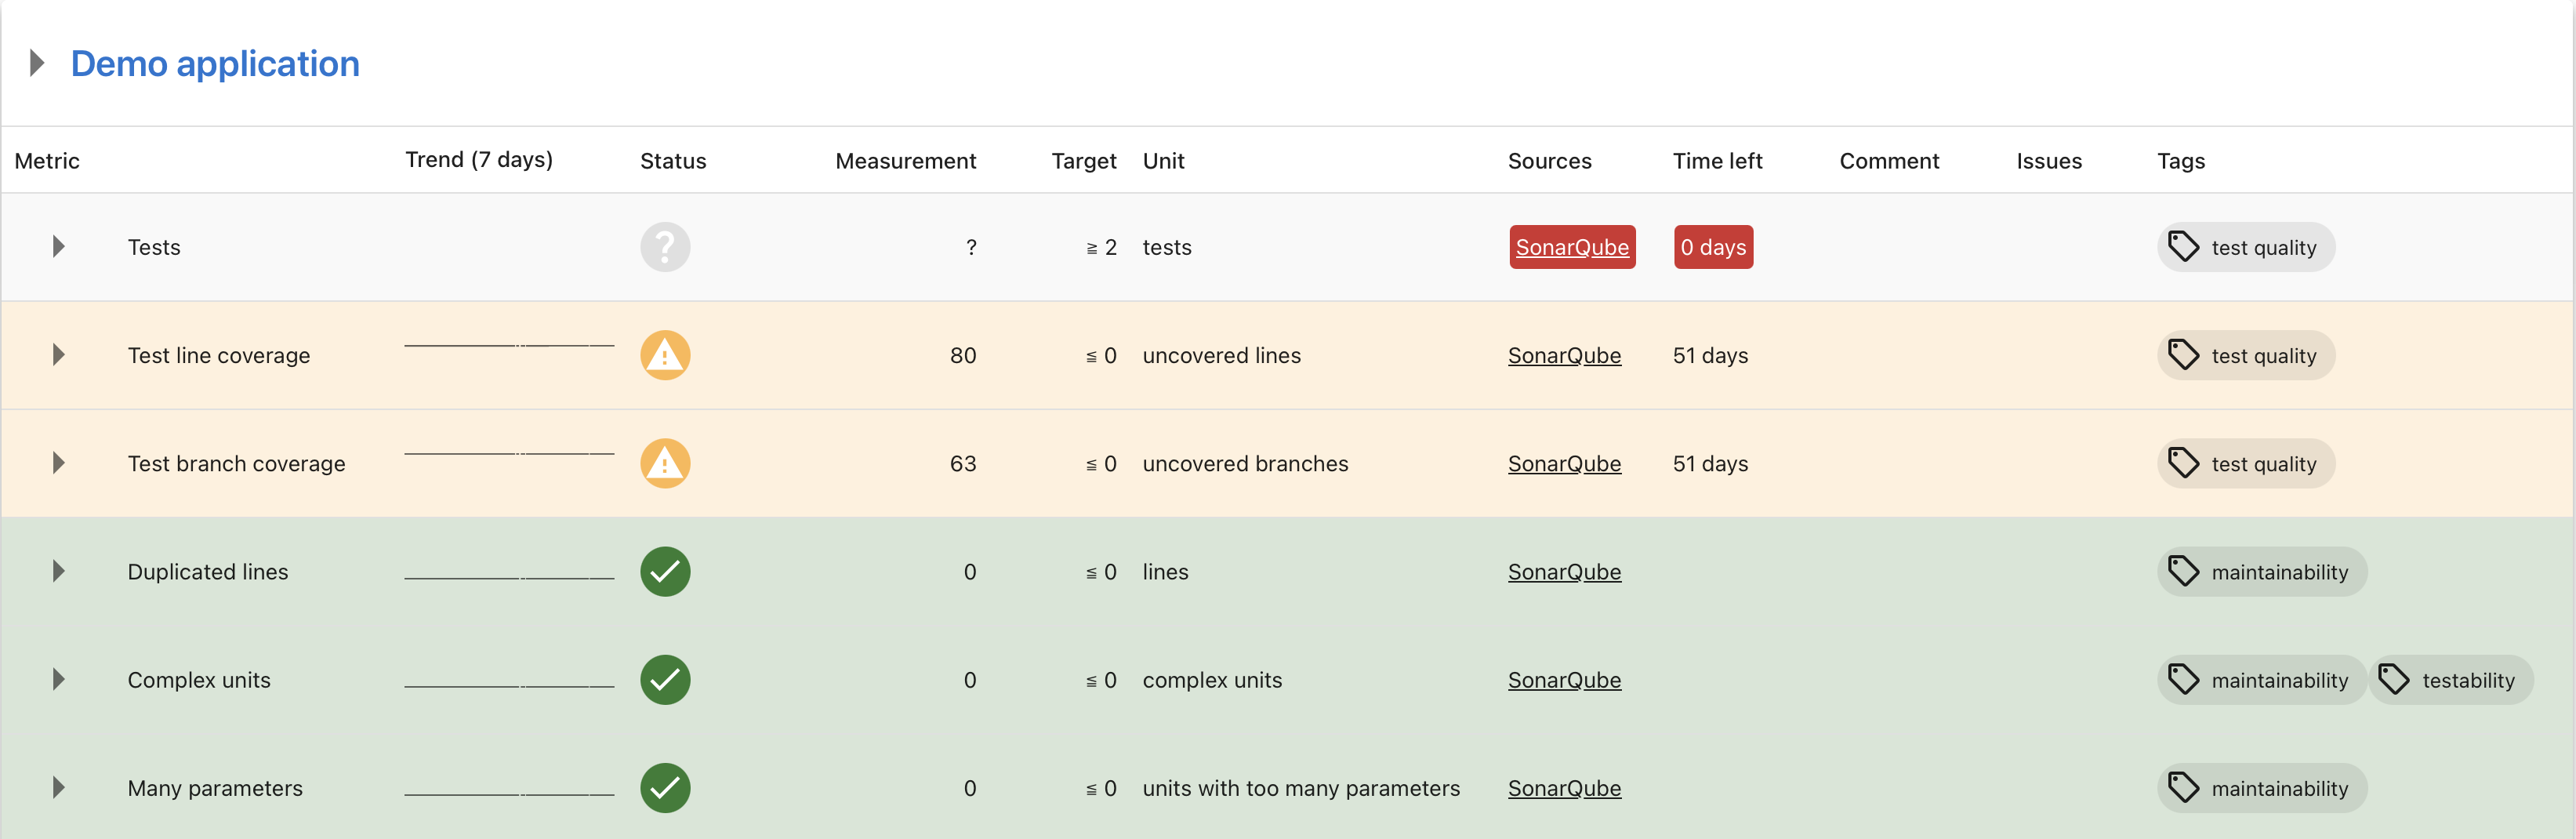 Demo application
Metric Trend (7 days) Status Measurement Target Unit Sources Time left Comment Issues Tags
Tests ? ≧ 2 tests SonarQube 0 days test quality
Test line coverage 80 ≦ 0 uncovered lines SonarQube 51 days test quality
Test branch coverage 63 ≦ 0 uncovered branches SonarQube 51 days test quality
Duplicated lines 0 ≦ 0 lines SonarQube maintainability
Complex units 0 ≦ 0 complex units SonarQube maintainability testability
Many parameters 0 ≦ 0 units with too many parameters SonarQube maintainability